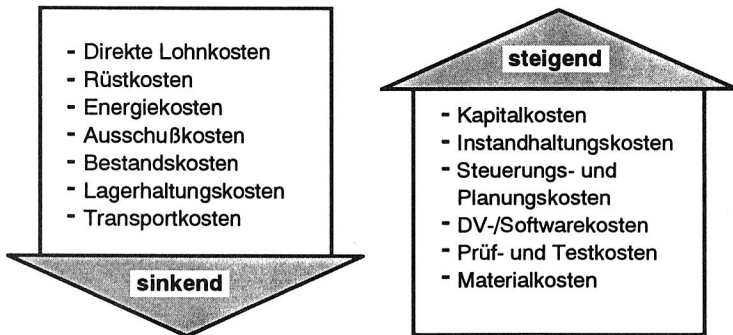 - Direkte Lohnkosten
- Rüstkosten
- Energiekosten
- Ausschußkosten
- Bestandskosten
- Lagerhaltungskosten
- Transportkosten
sinkend
steigend
- Kapitalkosten
- Instandhaltungskosten
- Steuerungs- und
Planungskosten
- DV-/Softwarekosten
- Prüf- und Testkosten
- Materialkosten